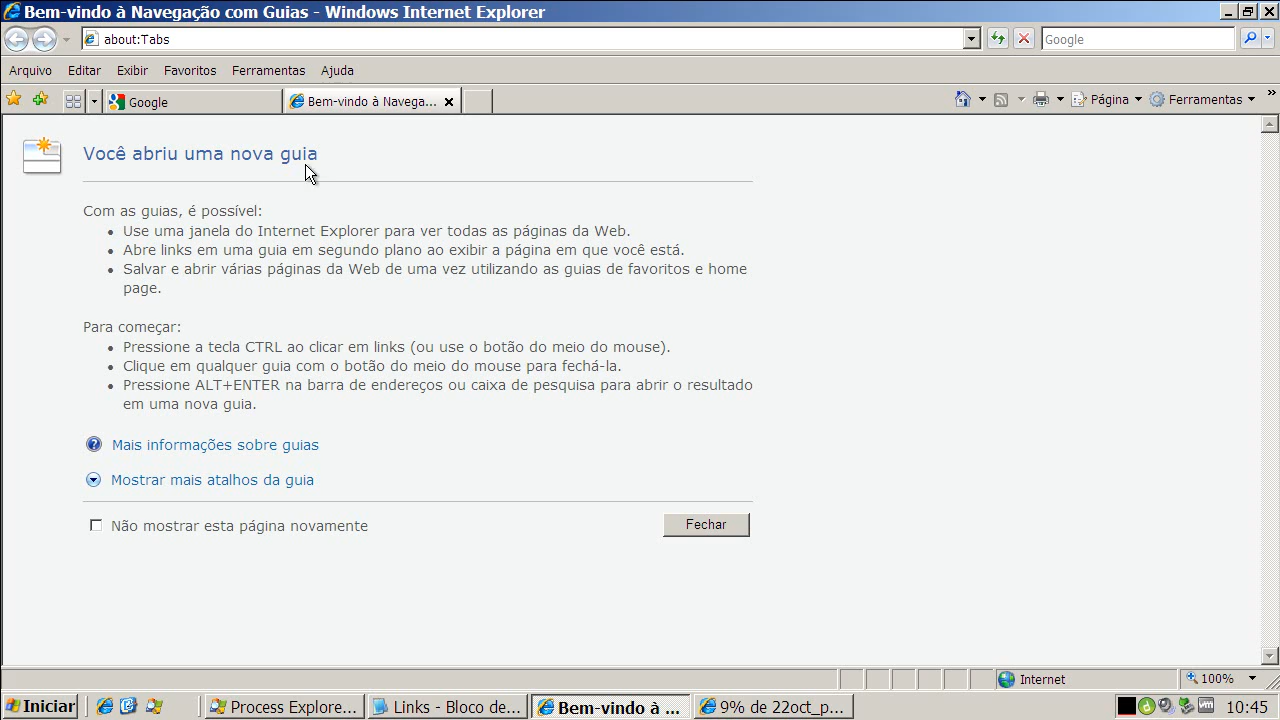 Bem-vindo à Navegação com Guias - Windows Internet Explorer
about:Tabs
Google
Arquivo Editar Exibir Favoritos Ferramentas Ajuda
Google
Bem-vindo à Navega...
Página
Ferramentas
Você abriu uma nova guia
Com as guias, é possível:
Use uma janela do Internet Explorer para ver todas as páginas da Web.
Abre links em uma guia em segundo plano ao exibir a página em que você está.
Salvar e abrir várias páginas da Web de uma vez utilizando as guias de favoritos e home
page.
Para começar:
Pressione a tecla CTRL ao clicar em links (ou use o botão do meio do mouse).
Clique em qualquer guia com o botão do meio do mouse para fechá-la.
Pressione ALT+ENTER na barra de endereços ou caixa de pesquisa para abrir o resultado
em uma nova guia.
Mais informações sobre guias
Mostrar mais atalhos da guia
Não mostrar esta página novamente
Fechar
Internet
100%
Iniciar
Process Explore...
Links - Bloco de...
Bem-vindo à ...
9% de 22oct_p...
10:45